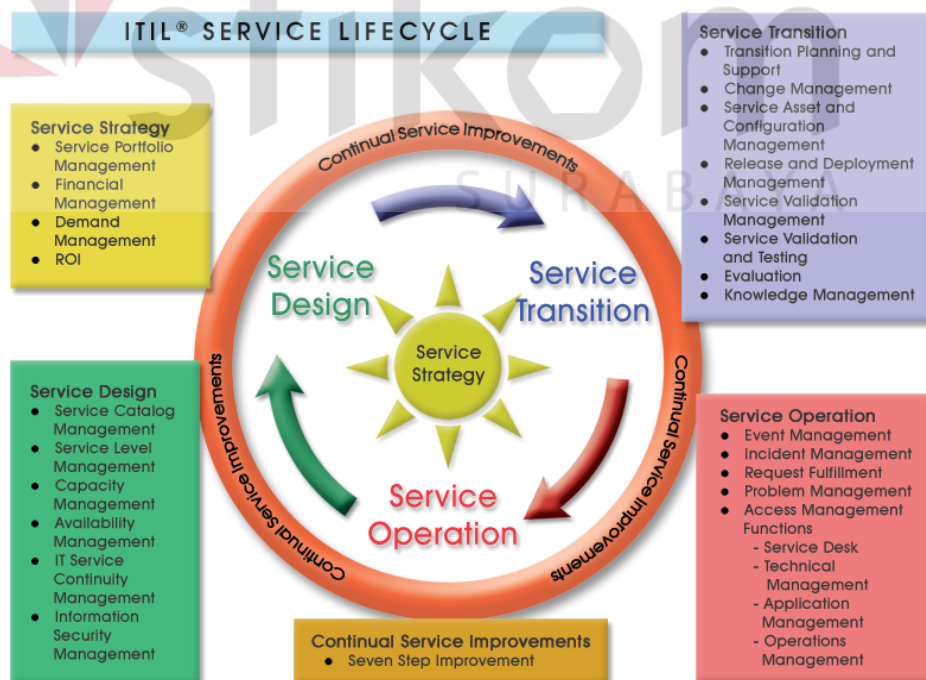 ITIL® SERVICE LIFECYCLE
stikom
SURABAYA
Service Strategy
● Service Portfolio
Management
● Financial
Management
● Demand
Management
● ROI
Service Design
● Service Catalog
Management
● Service Level
Management
● Capacity
Management
● Availability
Management
● IT Service
Continuity
Management
● Information
Security
Management
Continual Service Improvements
Service
Design
Service
Transition
Service
Strategy
Service
Operation
Continual Service Improvements
Continual Service Improvements
Continual Service Improvements
● Seven Step Improvement
Service Transition
● Transition Planning and
Support
● Change Management
● Service Asset and
Configuration
Management
● Release and Deployment
Management
● Service Validation
Management
● Service Validation
and Testing
● Evaluation
● Knowledge Management
Service Operation
● Event Management
● Incident Management
● Request Fulfillment
● Problem Management
● Access Management
Functions
- Service Desk
- Technical
Management
- Application
Management
- Operations
Management